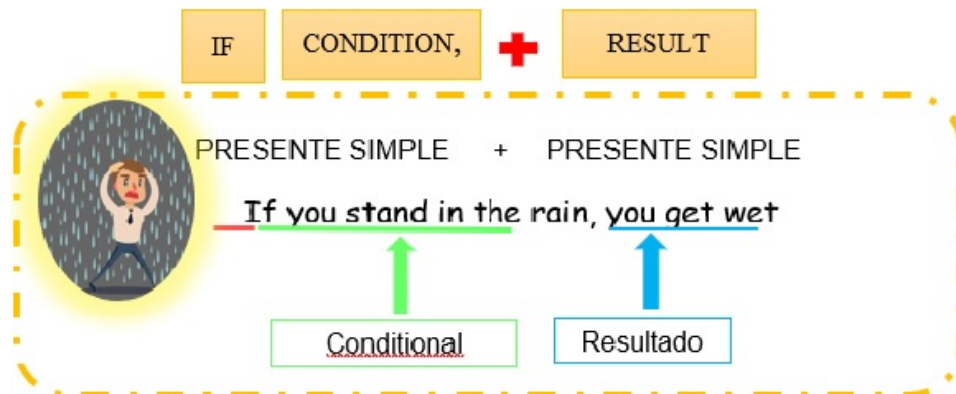 IF CONDITION, + RESULT
PRESENTE SIMPLE + PRESENTE SIMPLE
If you stand in the rain, you get wet
Conditional Resultado